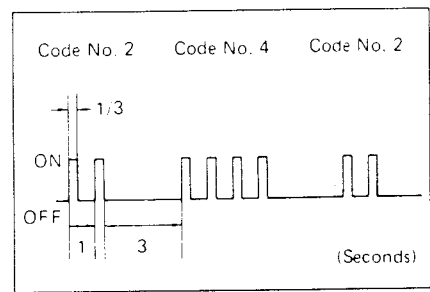 Code No. 2 Code No. 4 Code No. 2
1/3
ON
OFF
1 3
(Seconds)